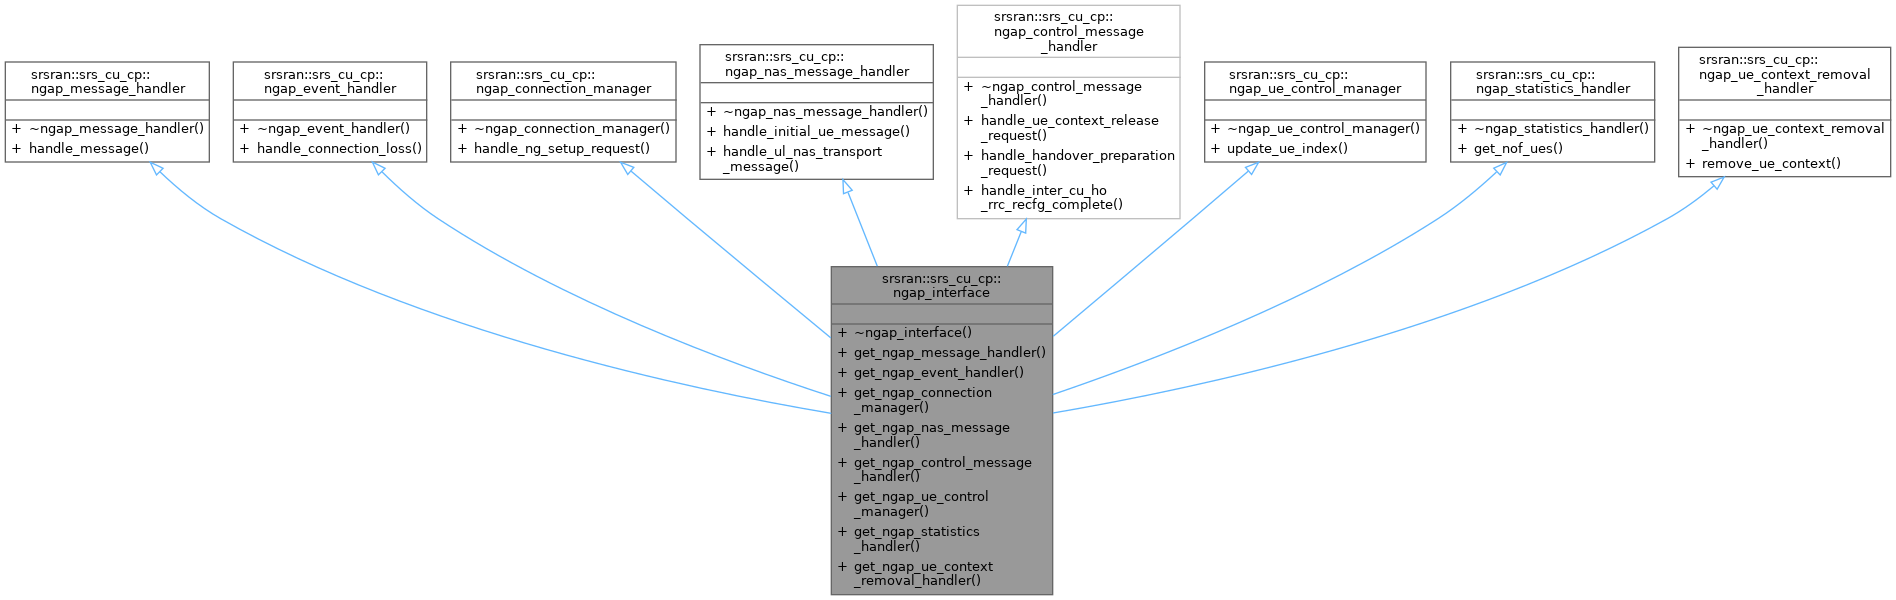 srsran::srs_cu_cp::
ngap_message_handler
+ ~ngap_message_handler()
+ handle_message()
srsran::srs_cu_cp::
ngap_event_handler
+ ~ngap_event_handler()
+ handle_connection_loss()
srsran::srs_cu_cp::
ngap_connection_manager
+ ~ngap_connection_manager()
+ handle_ng_setup_request()
srsran::srs_cu_cp::
ngap_nas_message_handler
+ ~ngap_nas_message_handler()
+ handle_initial_ue_message()
+ handle_ul_nas_transport
_message()
srsran::srs_cu_cp::
ngap_control_message
_handler
+ ~ngap_control_message
_handler()
+ handle_ue_context_release
_request()
+ handle_handover_preparation
_request()
+ handle_inter_cu_ho
_rrc_recfg_complete()
srsran::srs_cu_cp::
ngap_ue_control_manager
+ ~ngap_ue_control_manager()
+ update_ue_index()
srsran::srs_cu_cp::
ngap_statistics_handler
+ ~ngap_statistics_handler()
+ get_nof_ues()
srsran::srs_cu_cp::
ngap_ue_context_removal
_handler
+ ~ngap_ue_context_removal
_handler()
+ remove_ue_context()
srsran::srs_cu_cp::
ngap_interface
+ ~ngap_interface()
+ get_ngap_message_handler()
+ get_ngap_event_handler()
+ get_ngap_connection
_manager()
+ get_ngap_nas_message
_handler()
+ get_ngap_control_message
_handler()
+ get_ngap_ue_control
_manager()
+ get_ngap_statistics
_handler()
+ get_ngap_ue_context
_removal_handler()